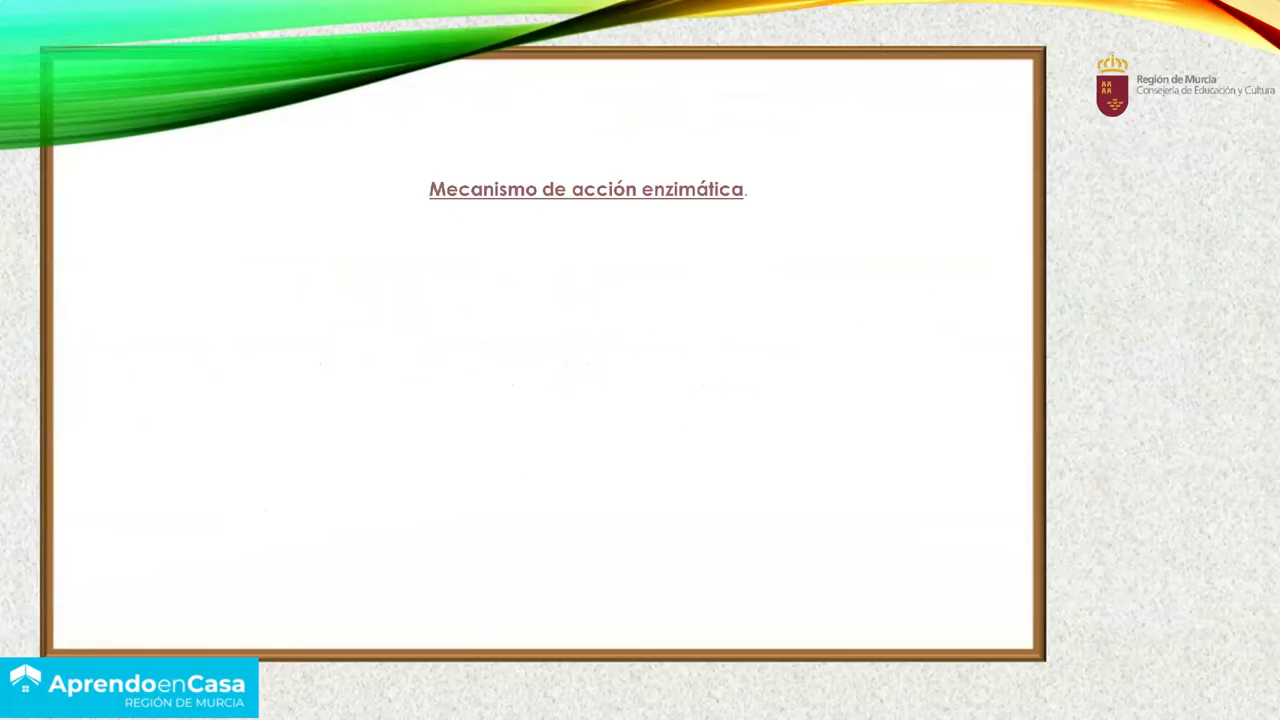 Región de Murcia
Consejería de Educación y Cultura
Mecanismo de acción enzimática.
AprendoenCasa
REGIÓN DE MURCIA